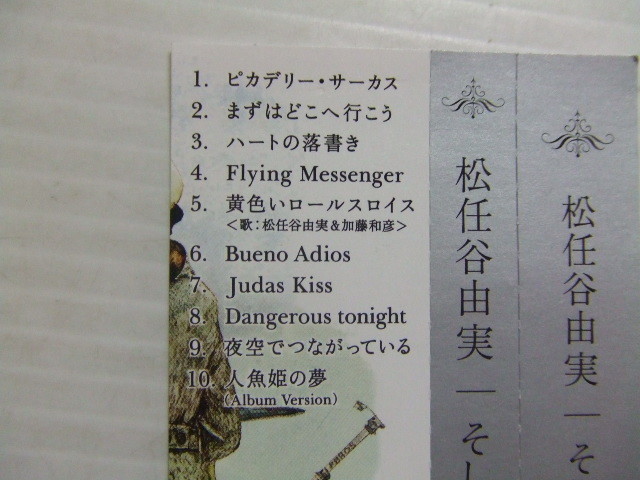 1. ピカデリー・サーカス
2. まずはどこへ行こう
3. ハートの落書き
4. Flying Messenger
5. 黄色いロールスロイス
＜歌：松任谷由実＆加藤和彦＞
6. Bueno Adios
7. Judas Kiss
8. Dangerous tonight
9. 夜空でつながっている
10. 人魚姫の夢
(Album Version)
松任谷由実｜そし
松任谷由実｜そ